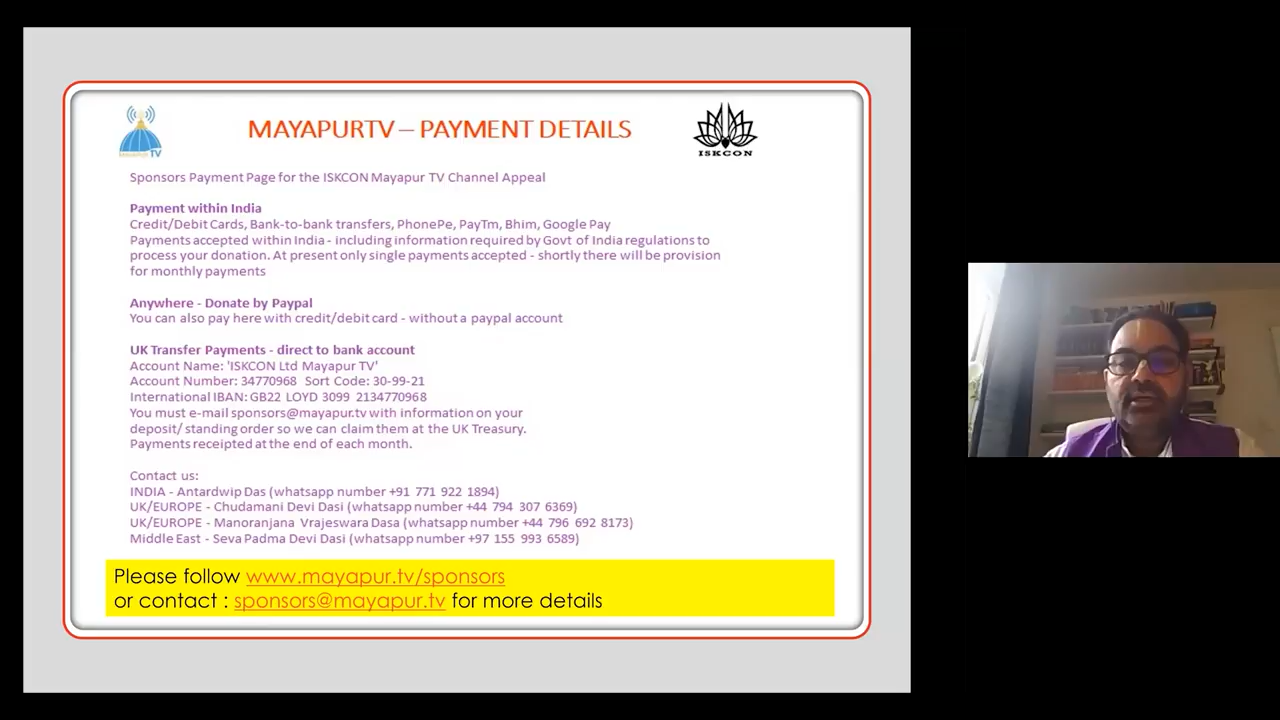 MAYAPURTV – PAYMENT DETAILS
TV
ISKCON
Sponsors Payment Page for the ISKCON Mayapur TV Channel Appeal
Payment within India
Credit/Debit Cards, Bank-to-bank transfers, PhonePe, PayTm, Bhim, Google Pay
Payments accepted within India - including information required by Govt of India regulations to
process your donation. At present only single payments accepted - shortly there will be provision
for monthly payments
Anywhere - Donate by Paypal
You can also pay here with credit/debit card - without a paypal account
UK Transfer Payments - direct to bank account
Account Name: 'ISKCON Ltd Mayapur TV'
Account Number: 34770968 Sort Code: 30-99-21
International IBAN: GB22 LOYD 3099 2134770968
You must e-mail sponsors@mayapur.tv with information on your
deposit/ standing order so we can claim them at the UK Treasury.
Payments receipted at the end of each month.
Contact us:
INDIA - Antardwip Das (whatsapp number +91 771 922 1894)
UK/EUROPE - Chudamani Devi Dasi (whatsapp number +44 794 307 6369)
UK/EUROPE - Manoranjana Vrajeswara Dasa (whatsapp number +44 796 692 8173)
Middle East - Seva Padma Devi Dasi (whatsapp number +97 155 993 6589)
Please follow www.mayapur.tv/sponsors
or contact : sponsors@mayapur.tv for more details